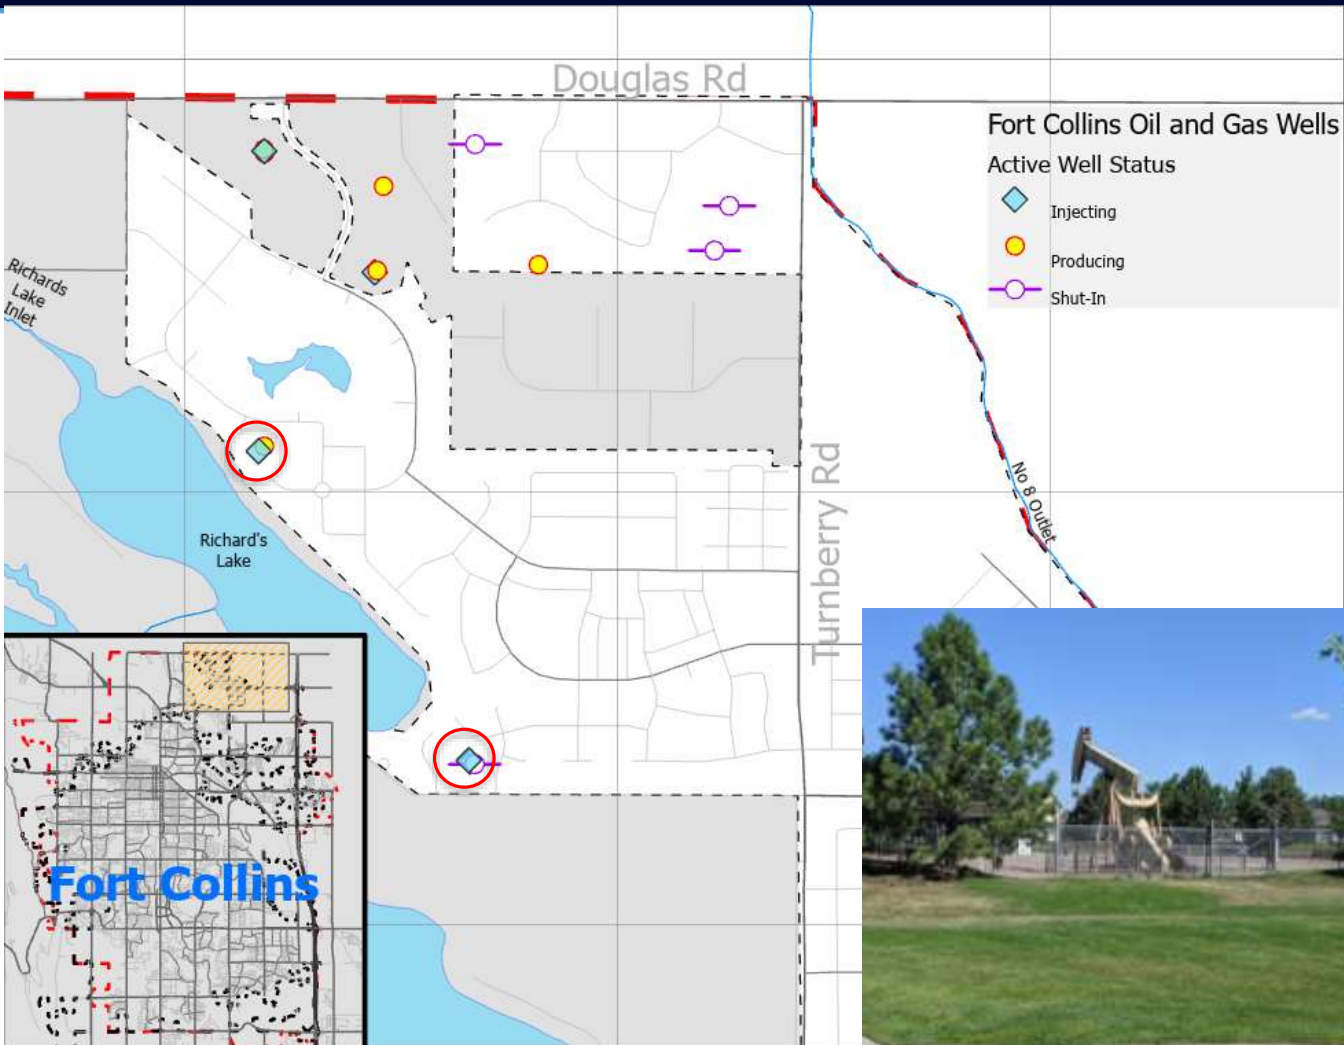 Douglas Rd
Fort Collins Oil and Gas Wells
Active Well Status
Injecting
Producing
Shut-In
Richards
Lake
Inlet
Turnberry Rd
No 8 Outlet
Richard's
Lake
Fort Collins